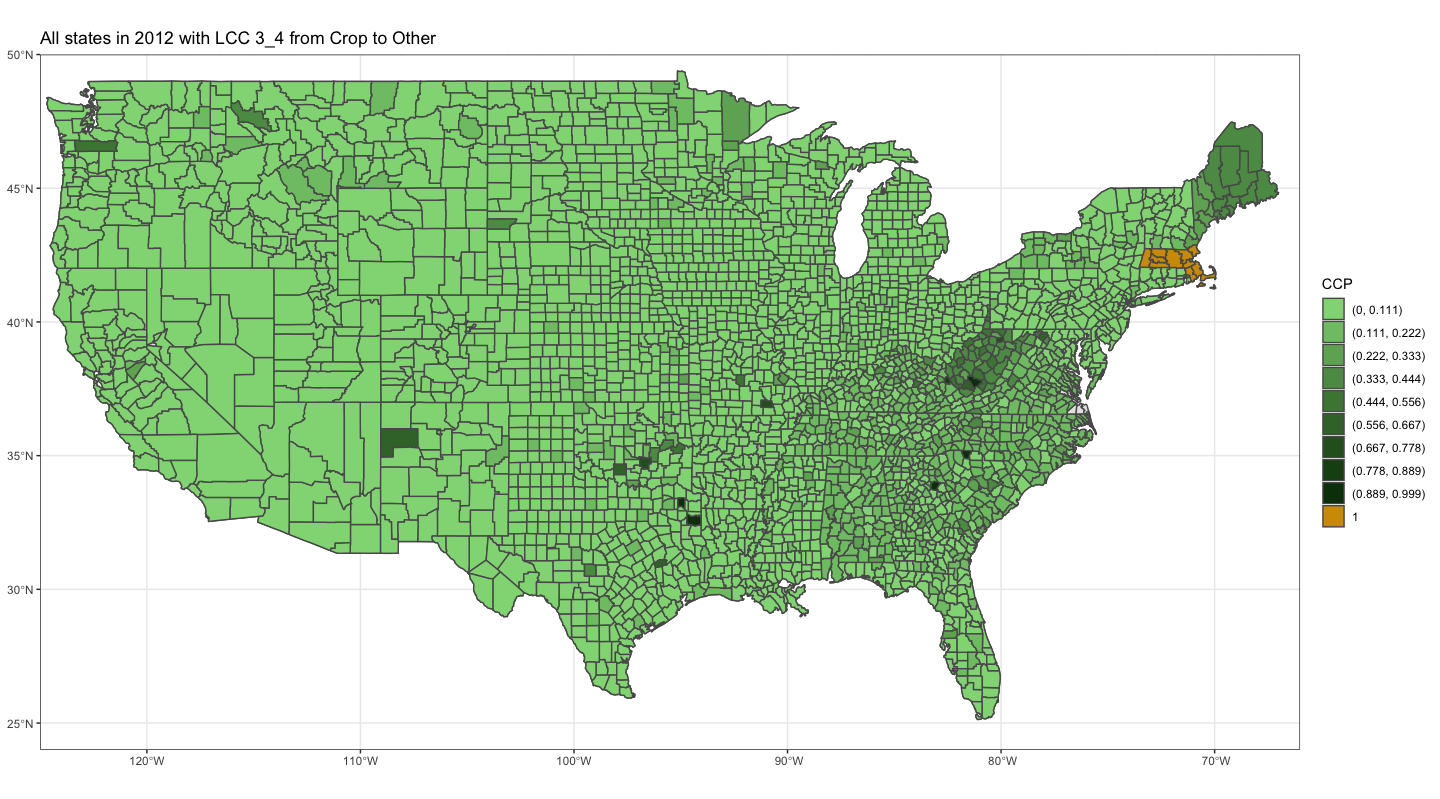 All states in 2012 with LCC 3_4 from Crop to Other
50°N
45°N
40°N
35°N
30°N
25°N
120°W
110°W
100°W
90°W
80°W
70°W
CCP
(0, 0.111)
(0.111, 0.222)
(0.222, 0.333)
(0.333, 0.444)
(0.444, 0.556)
(0.556, 0.667)
(0.667, 0.778)
(0.778, 0.889)
(0.889, 0.999)
1